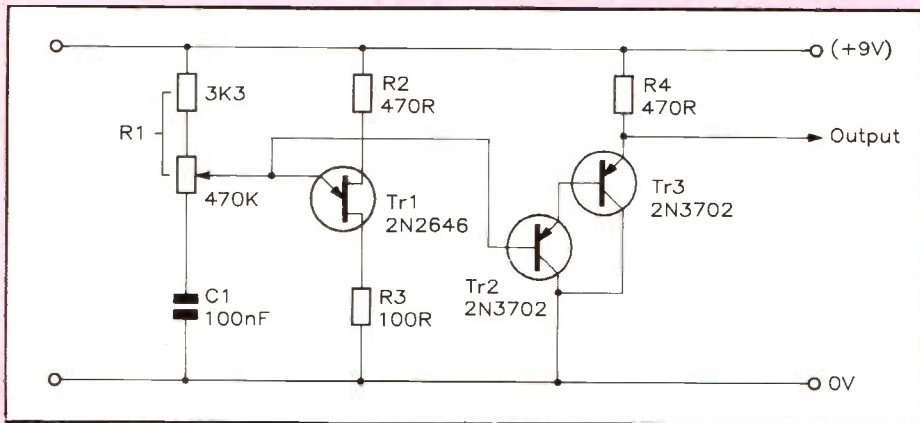 (+9V)
3K3
R1
470K
C1
100nF
R2
470R
Tr1
2N2646
R3
100R
R4
470R
Output
Tr3
2N3702
Tr2
2N3702
0V